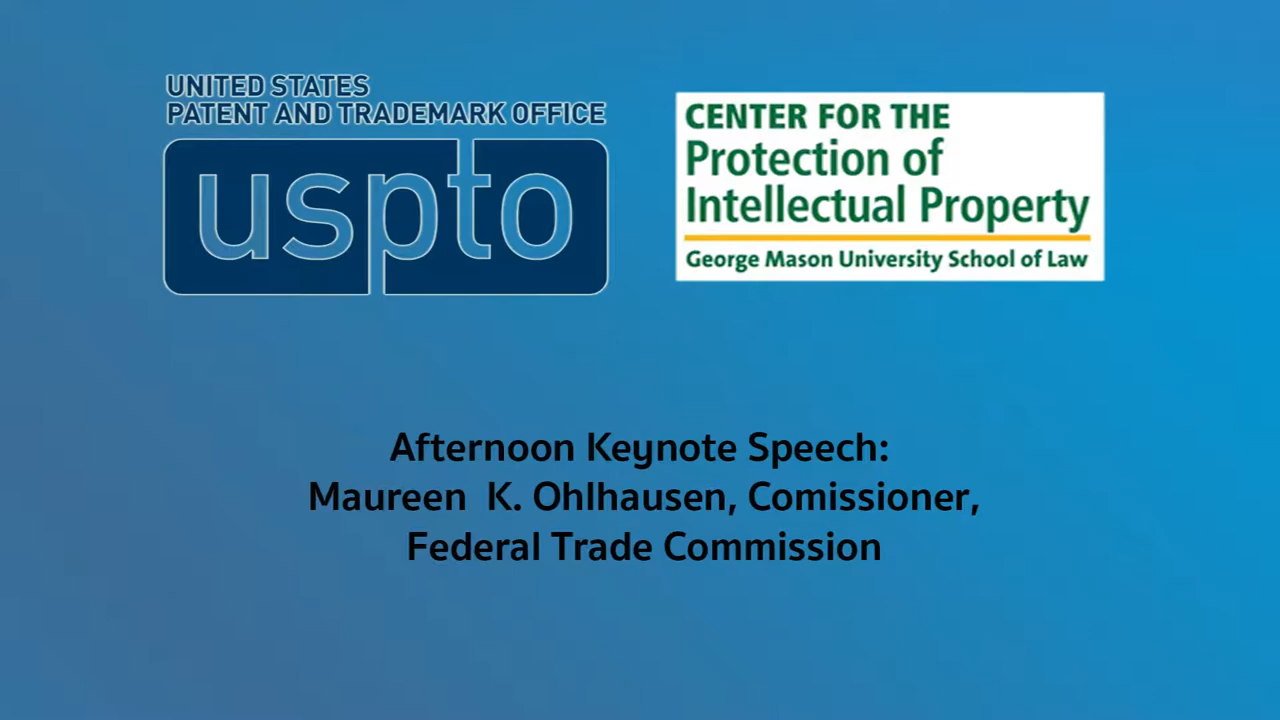 UNITED STATES
PATENT AND TRADEMARK OFFICE
uspto
CENTER FOR THE
Protection of
Intellectual Property
George Mason University School of Law
Afternoon Keynote Speech:
Maureen  K. Ohlhausen, Comissioner,
Federal Trade Commission